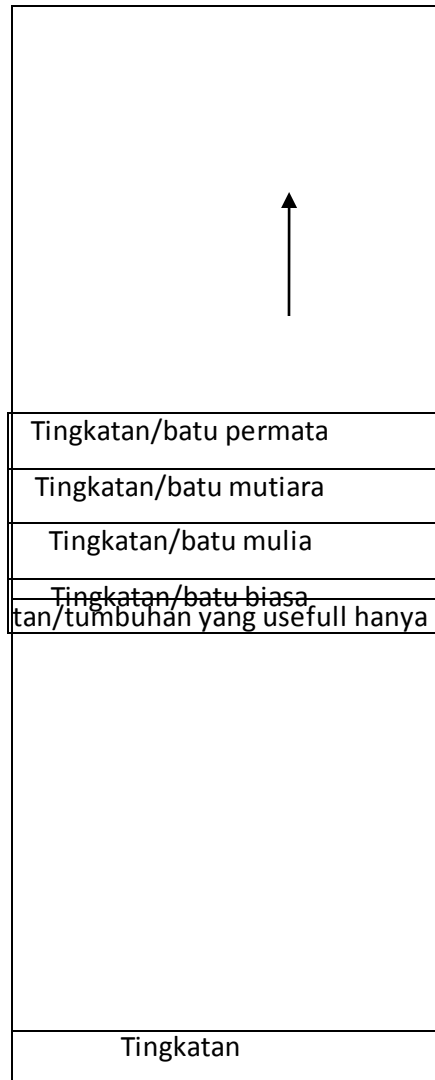 Tingkatan/batu permata
Tingkatan/batu mutiara
Tingkatan/batu mulia
Tingkatan/batu biasa
tan/tumbuhan yang usefull hanya
Tingkatan